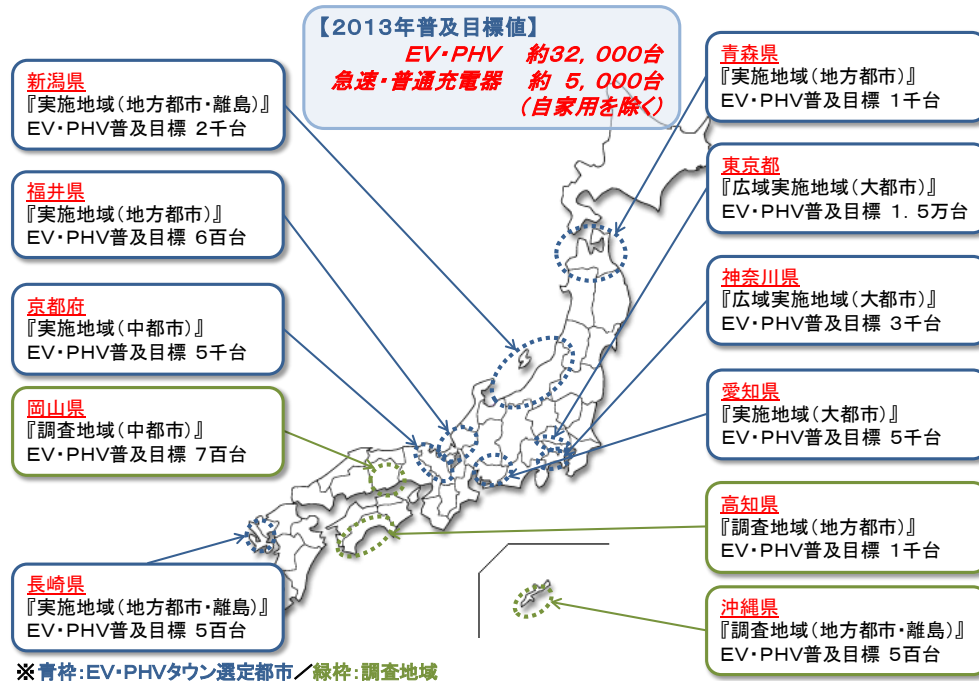 【2013年普及目標値】
EV・PHV 約32,000台
急速・普通充電器 約 5,000台
(自家用を除く)
新潟県
『実施地域(地方都市・離島)』
EV・PHV普及目標 2千台
福井県
『実施地域(地方都市)』
EV・PHV普及目標 6百台
京都府
『実施地域(中都市)』
EV・PHV普及目標 5千台
岡山県
『調査地域(中都市)』
EV・PHV普及目標 7百台
長崎県
『実施地域(地方都市・離島)』
EV・PHV普及目標 5百台
青森県
『実施地域(地方都市)』
EV・PHV普及目標 1千台
東京都
『広域実施地域(大都市)』
EV・PHV普及目標 1.5万台
神奈川県
『広域実施地域(大都市)』
EV・PHV普及目標 3千台
愛知県
『実施地域(大都市)』
EV・PHV普及目標 5千台
高知県
『調査地域(地方都市)』
EV・PHV普及目標 1千台
沖縄県
『調査地域(地方都市・離島)』
EV・PHV普及目標 5百台
※青枠:EV・PHVタウン選定都市/緑枠:調査地域